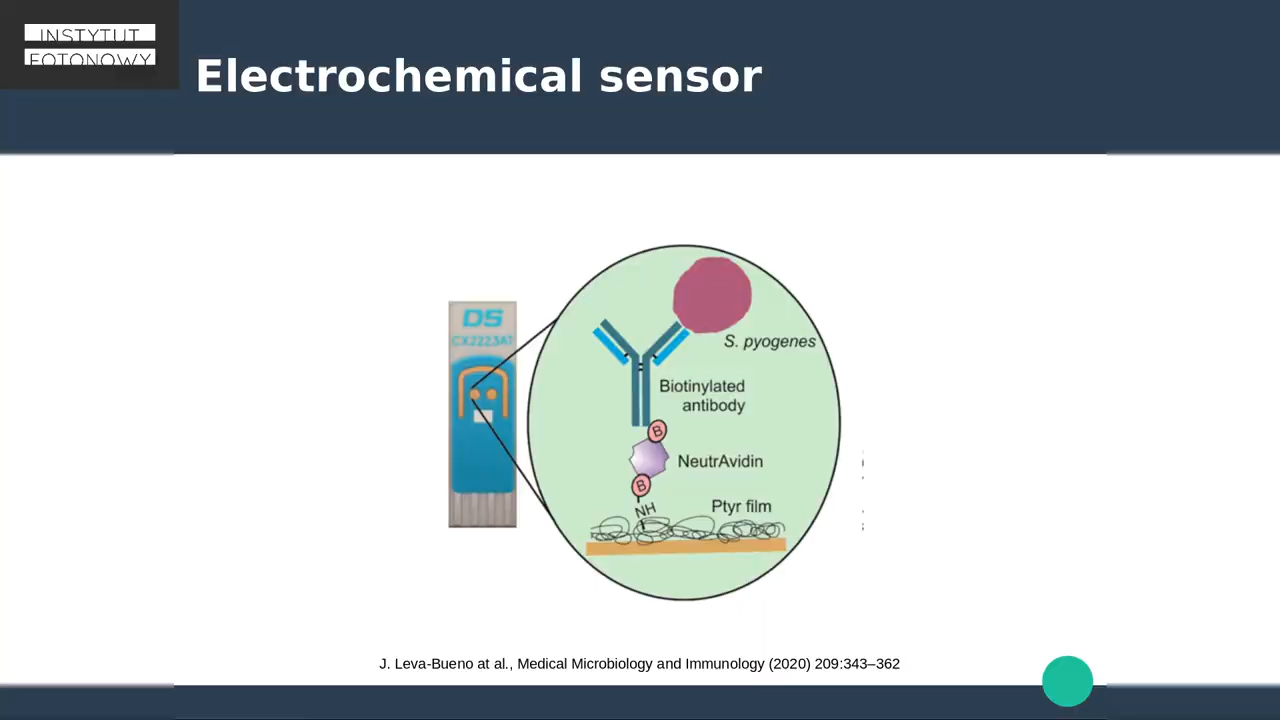 INSTYTUT
FOTONOWY
Electrochemical sensor
DS
CX2223AT
S. pyogenes
Biotinylated
antibody
B
NeutrAvidin
B
NH
Ptyr film
J. Leva-Bueno at al., Medical Microbiology and Immunology (2020) 209:343–362